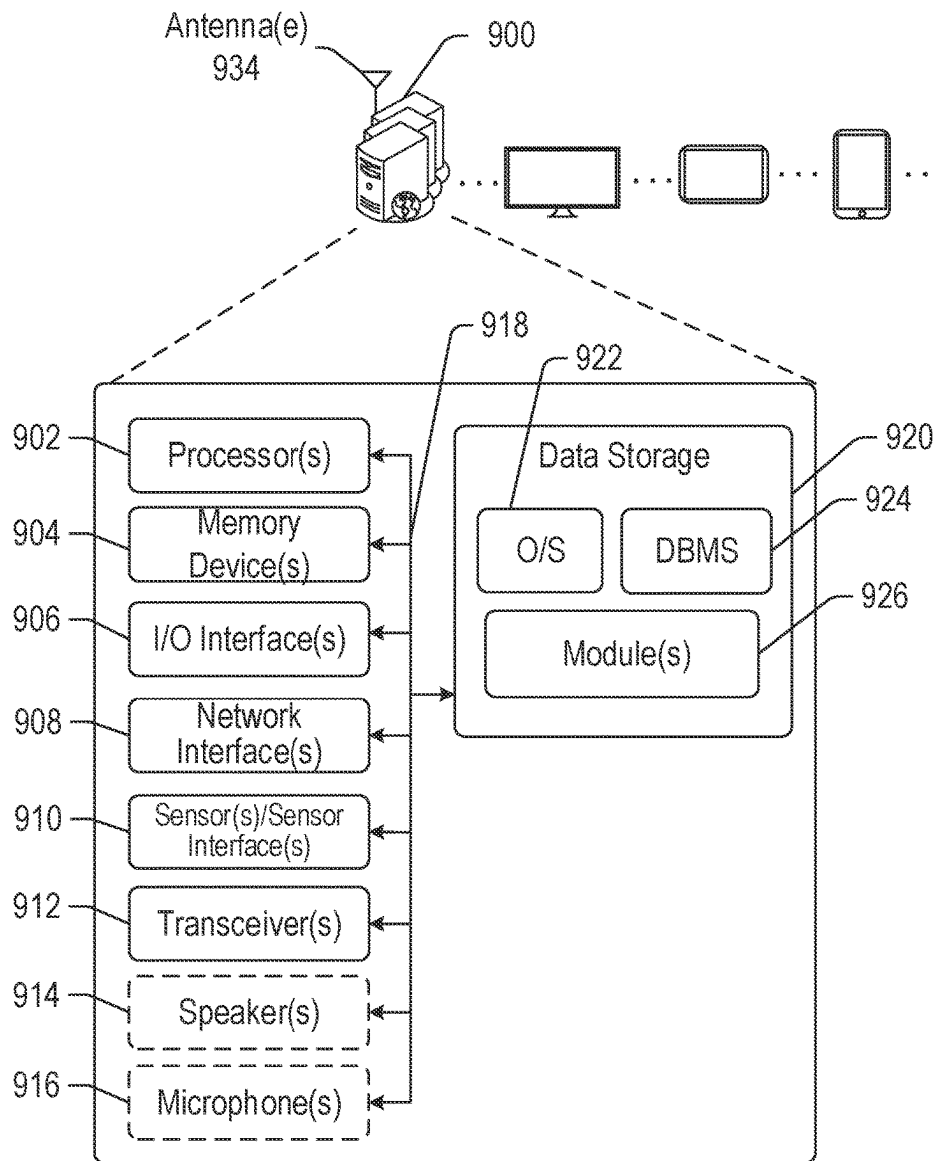 Antenna(e)
934
900
918
922
902
Processor(s)
Data Storage
920
904
Memory
Device(s)
O/S
DBMS
924
906
I/O Interface(s)
Module(s)
926
908
Network
Interface(s)
910
Sensor(s)/Sensor
Interface(s)
912
Transceiver(s)
914
Speaker(s)
916
Microphone(s)